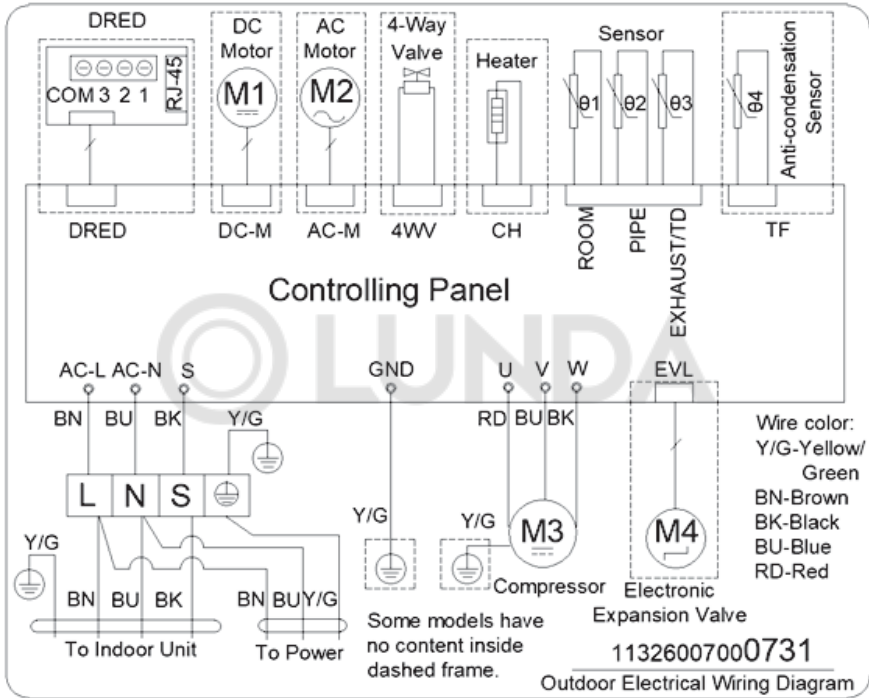 DRED
DC
Motor
AC
Motor
4-Way
Valve
Heater
Sensor
Anti-condensation
Sensor
COM 3 2 1
RJ-45
M1
M2
θ1
θ2
θ3
θ4
DRED
DC-M
AC-M
4WV
CH
ROOM
PIPE
EXHAUST/TD
TF
Controlling Panel
LUNDA
AC-L AC-N S
GND
U V W
EVL
BN BU BK Y/G
RD BU BK
L N S
Y/G
Y/G
Y/G
M3
M4
Wire color:
Y/G-Yellow/
Green
BN-Brown
BK-Black
BU-Blue
RD-Red
BN BU BK
BN BU Y/G
Compressor
Electronic
Expansion Valve
To Indoor Unit
To Power
Some models have
no content inside
dashed frame.
11326007000731
Outdoor Electrical Wiring Diagram